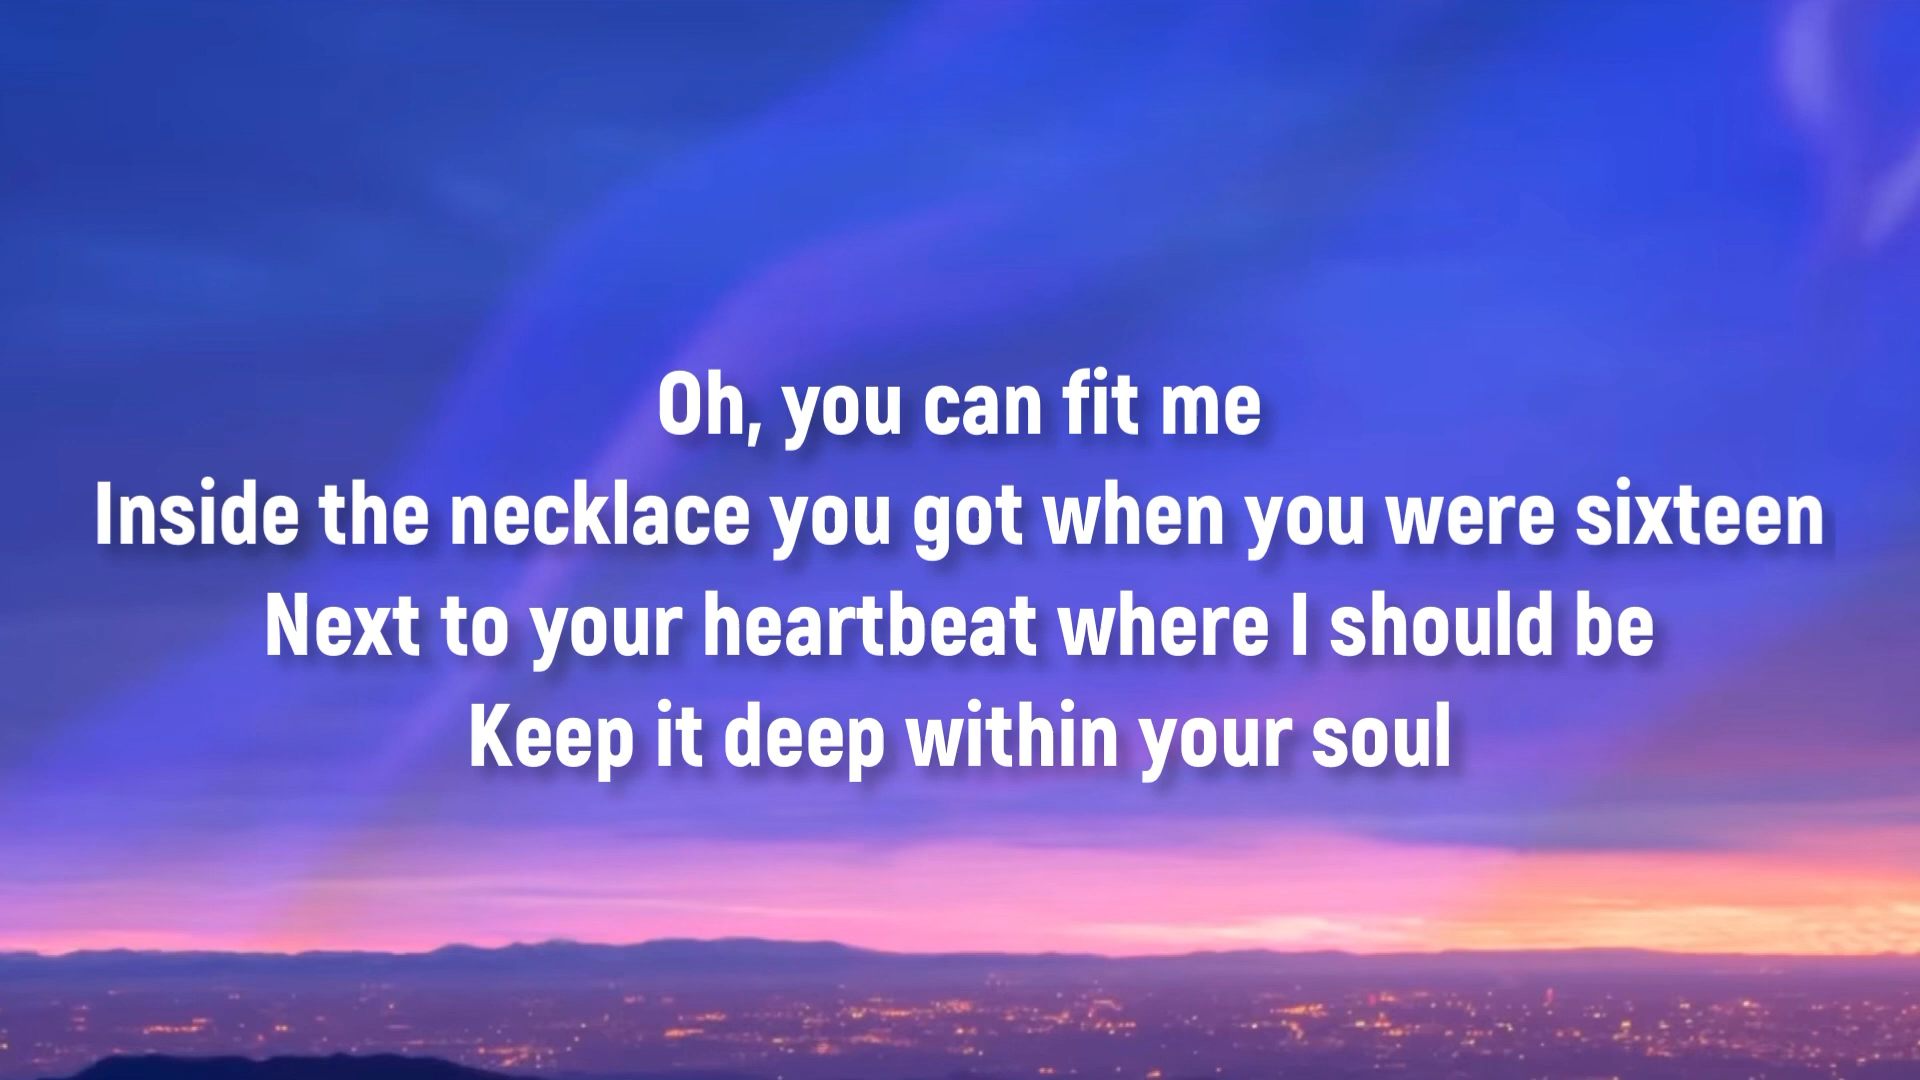 Oh, you can fit me
Inside the necklace you got when you were sixteen
Next to your heartbeat where I should be
Keep it deep within your soul